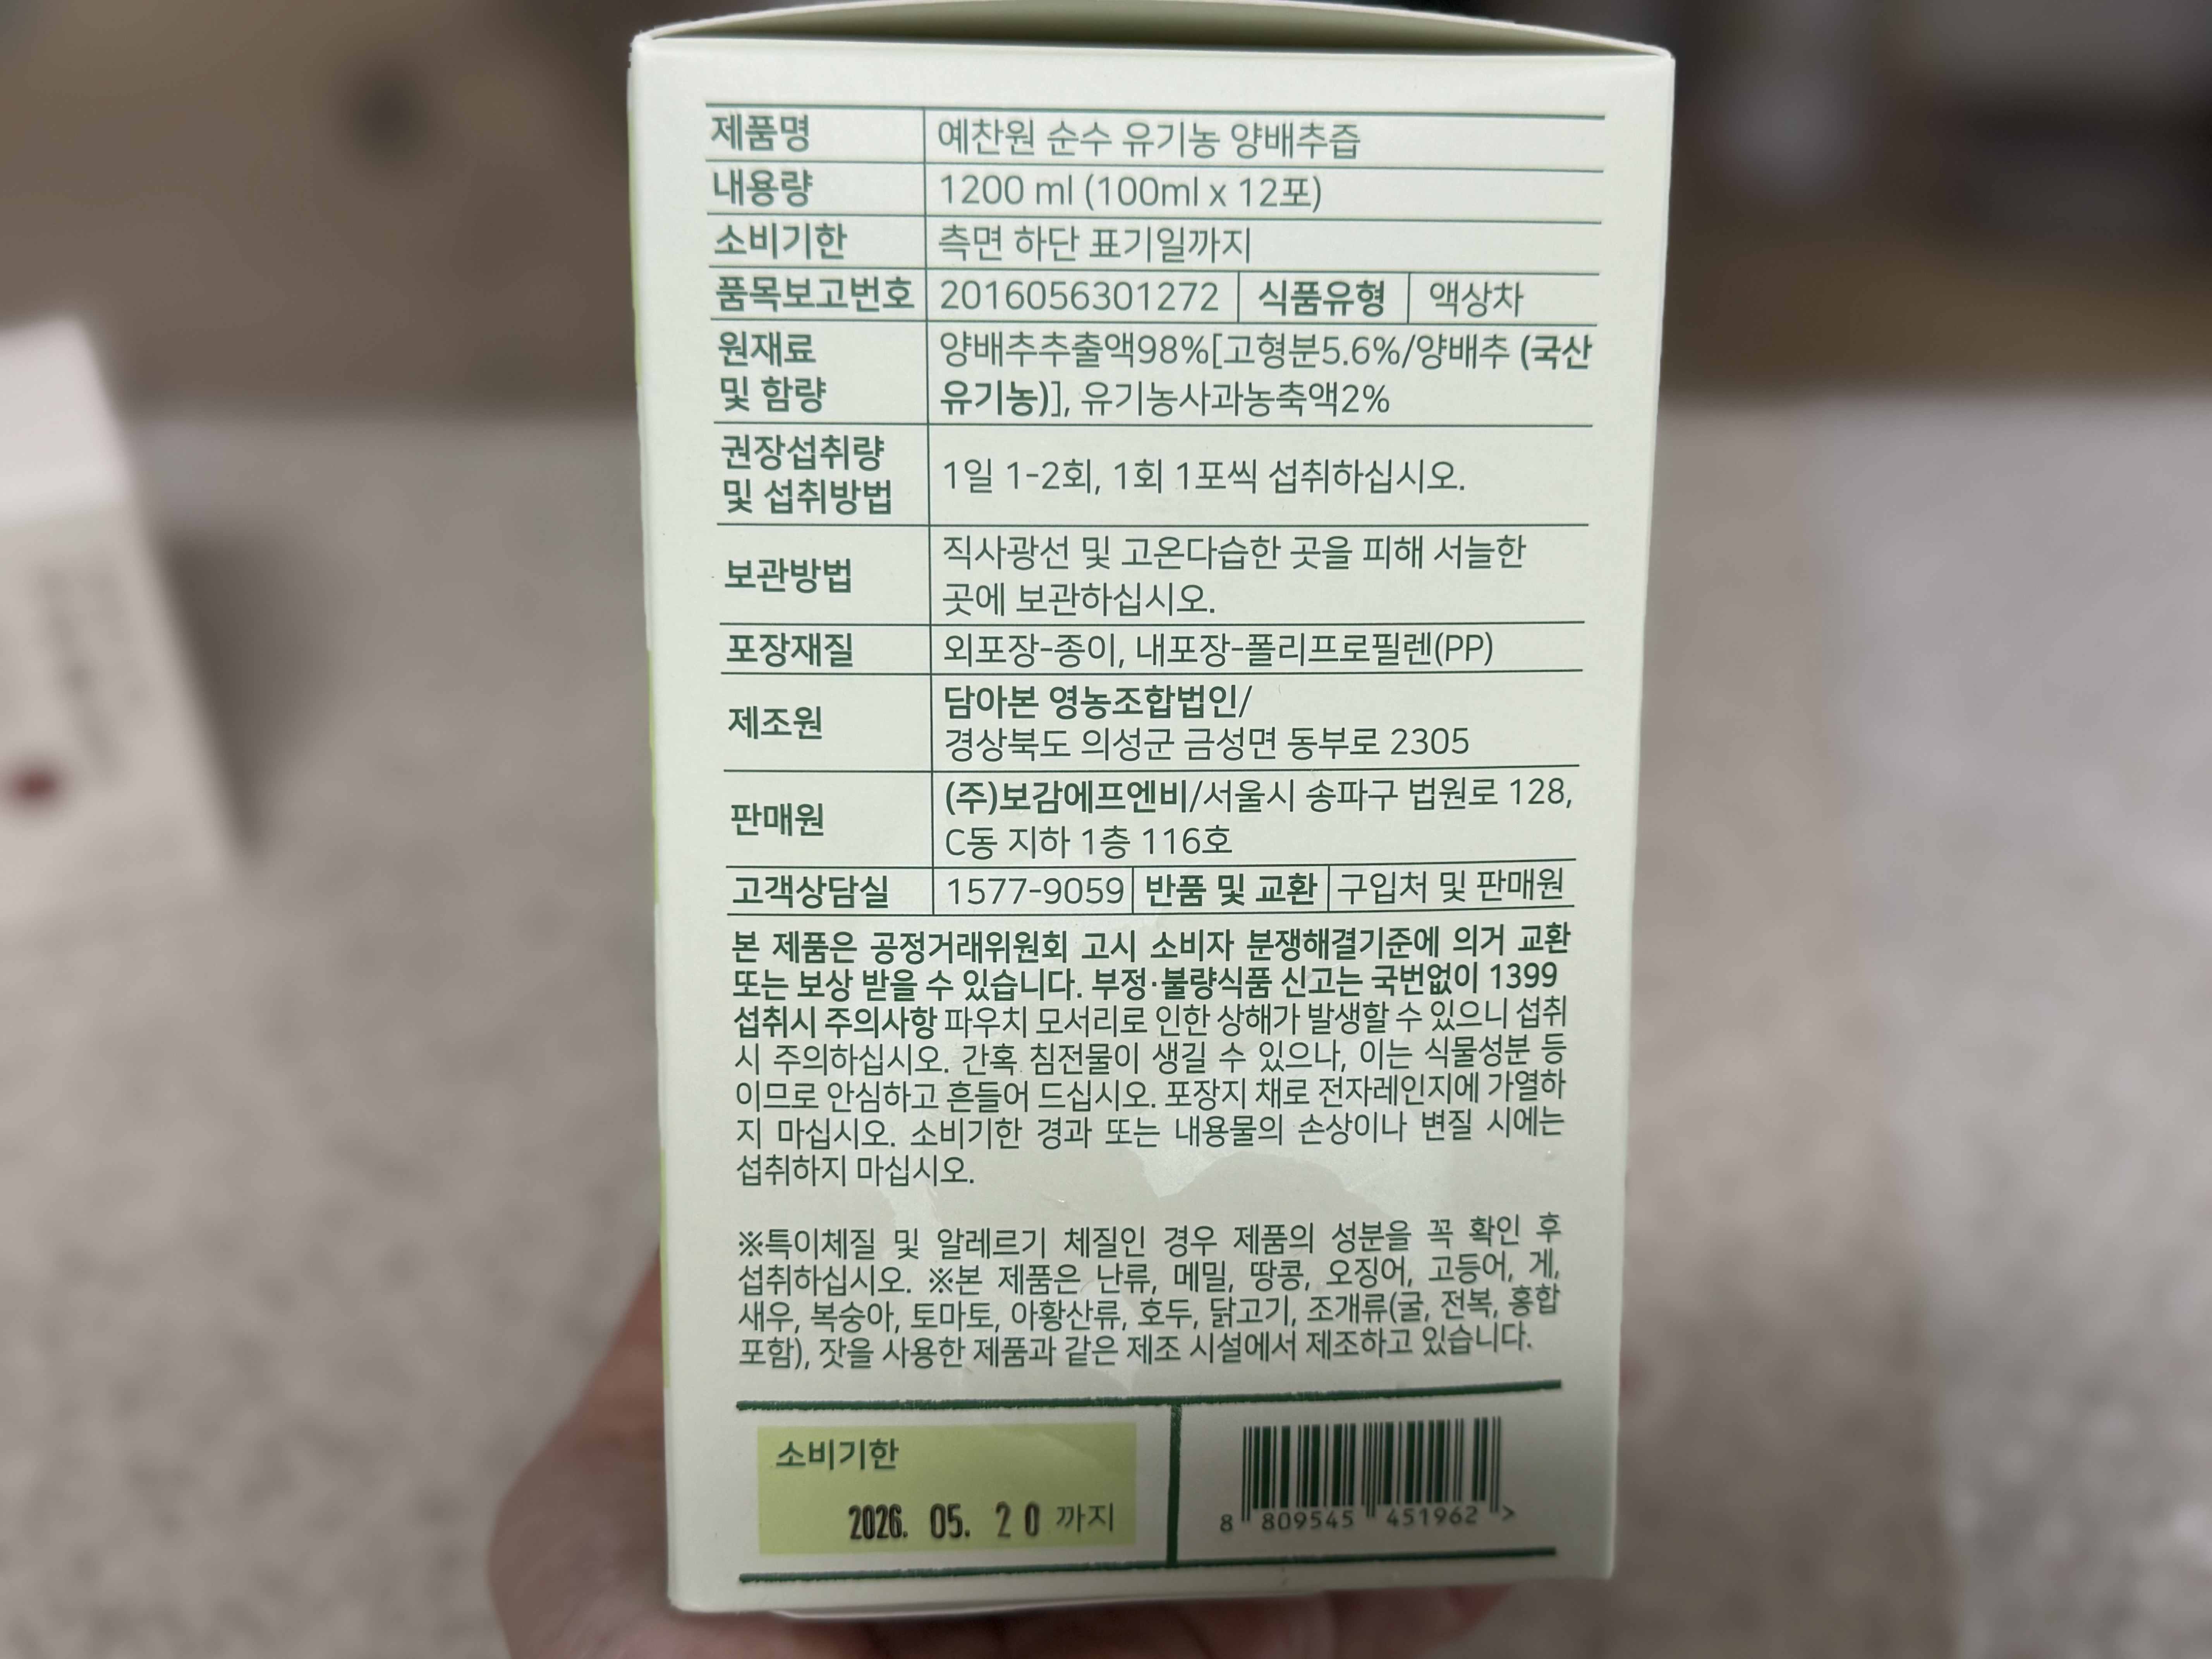 제품명 예찬원 순수 유기농 양배추즙
내용량 1200 ml (100ml x 12포)
소비기한 측면 하단 표기일까지
품목보고번호 2016056301272 식품유형 액상차
원재료 및 함량 양배추추출액98%[고형분5.6%/양배추 (국산
유기농)], 유기농사과농축액2%
권장섭취량 및 섭취방법 1일 1-2회, 1회 1포씩 섭취하십시오.
보관방법 직사광선 및 고온다습한 곳을 피해 서늘한
곳에 보관하십시오.
포장재질 외포장-종이, 내포장-폴리프로필렌(PP)
제조원 담아본 영농조합법인/
경상북도 의성군 금성면 동부로 2305
판매원 (주)보감에프엔비/서울시 송파구 법원로 128,
C동 지하 1층 116호
고객상담실 1577-9059 반품 및 교환 구입처 및 판매원
본 제품은 공정거래위원회 고시 소비자 분쟁해결기준에 의거 교환
또는 보상 받을 수 있습니다. 부정·불량식품 신고는 국번없이 1399
섭취시 주의사항 파우치 모서리로 인한 상해가 발생할 수 있으니 섭취
시 주의하십시오. 간혹 침전물이 생길 수 있으나, 이는 식물성분 등
이므로 안심하고 흔들어 드십시오. 포장지 채로 전자레인지에 가열하
지 마십시오. 소비기한 경과 또는 내용물의 손상이나 변질 시에는
섭취하지 마십시오.
※특이체질 및 알레르기 체질인 경우 제품의 성분을 꼭 확인 후
섭취하십시오. ※본 제품은 난류, 메밀, 땅콩, 오징어, 고등어, 게,
새우, 복숭아, 토마토, 아황산류, 호두, 닭고기, 조개류(굴, 전복, 홍합
포함), 잣을 사용한 제품과 같은 제조 시설에서 제조하고 있습니다.
소비기한
2026. 05. 20 까지
8 809545 451962 >